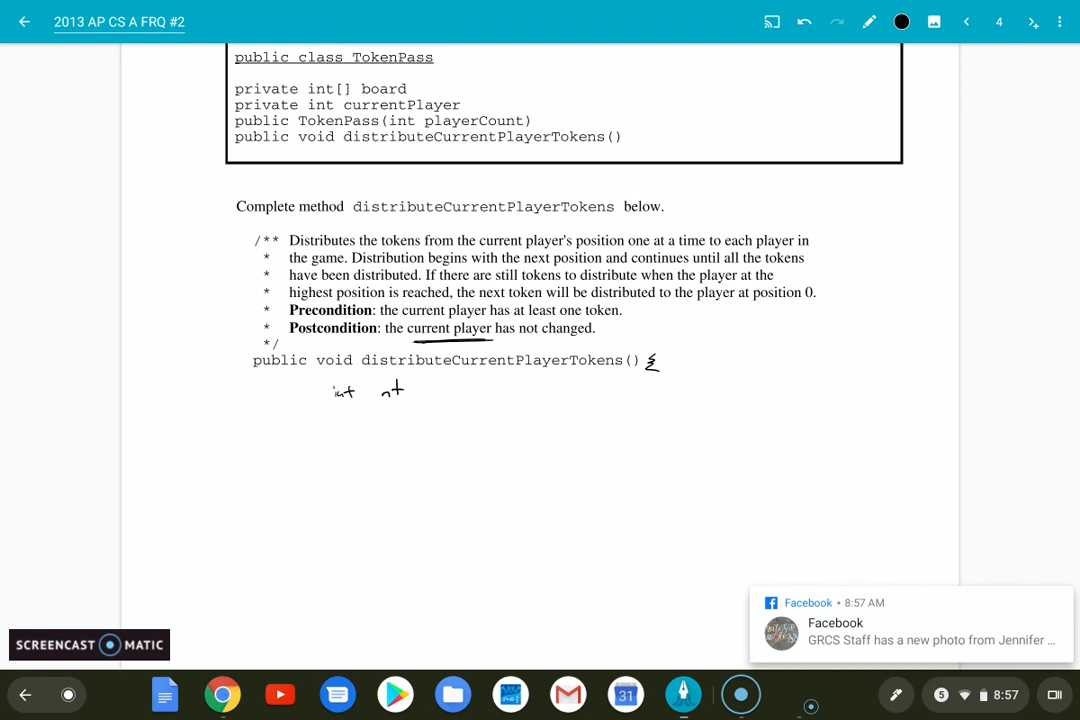 2013 AP CS A FRQ #2
4
public class TokenPass
private int[] board
private int currentPlayer
public TokenPass(int playerCount)
public void distributeCurrentPlayerTokens()
Complete method distributeCurrentPlayerTokens below.
/** Distributes the tokens from the current player's position one at a time to each player in
* the game. Distribution begins with the next position and continues until all the tokens
* have been distributed. If there are still tokens to distribute when the player at the
* highest position is reached, the next token will be distributed to the player at position 0.
* Precondition: the current player has at least one token.
* Postcondition: the current player has not changed.
*/
public void distributeCurrentPlayerTokens() {
int nt
Facebook • 8:57 AM
Facebook
GRCS Staff has a new photo from Jennifer ...
SCREENCAST MATIC
31
5
8:57